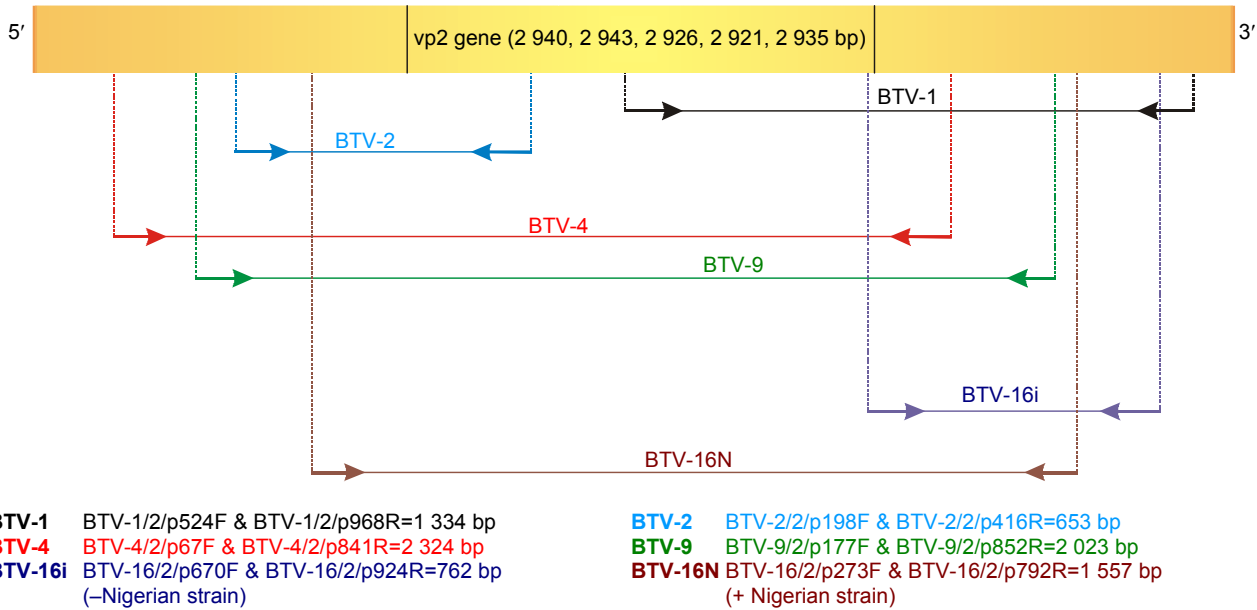 5′
vp2 gene (2 940, 2 943, 2 926, 2 921, 2 935 bp)
3′
BTV-1
BTV-2
BTV-4
BTV-9
BTV-16i
BTV-16N
BTV-1 BTV-1/2/p524F & BTV-1/2/p968R=1 334 bp
BTV-4 BTV-4/2/p67F & BTV-4/2/p841R=2 324 bp
BTV-16i BTV-16/2/p670F & BTV-16/2/p924R=762 bp
(–Nigerian strain)
BTV-2 BTV-2/2/p198F & BTV-2/2/p416R=653 bp
BTV-9 BTV-9/2/p177F & BTV-9/2/p852R=2 023 bp
BTV-16N BTV-16/2/p273F & BTV-16/2/p792R=1 557 bp
(+ Nigerian strain)